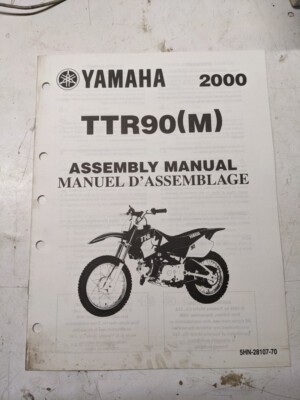 YAMAHA 2000
TTR90(M)
ASSEMBLY MANUAL
MANUEL D'ASSEMBLAGE
5HN-28107-70